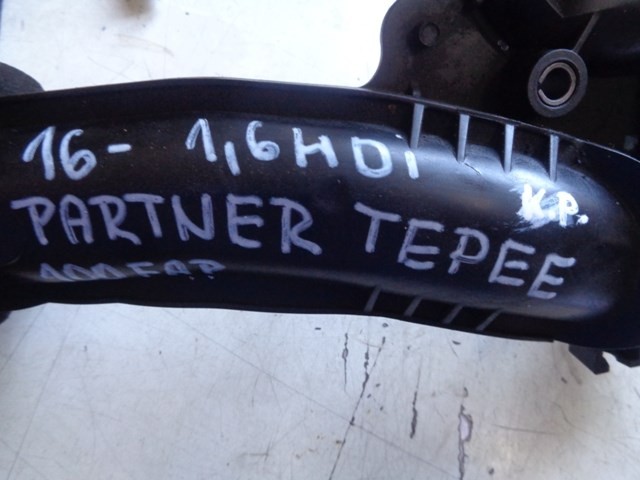 16- 1,6HDi
K.P.
PARTNER TEPEE